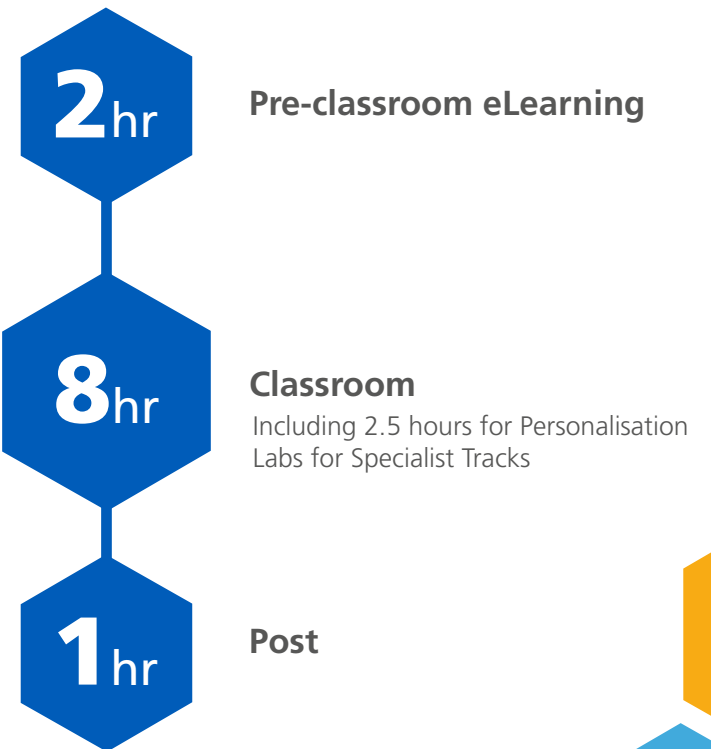 2hr
Pre-classroom eLearning
8hr
Classroom
Including 2.5 hours for Personalisation
Labs for Specialist Tracks
1hr
Post